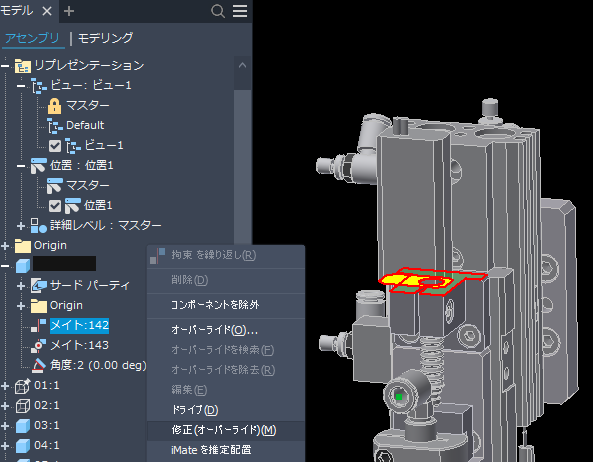 モデル
アセンブリ
モデリング
リプレゼンテーション
ビュー: ビュー1
マスター
Default
ビュー1
位置 : 位置1
マスター
位置1
詳細レベル : マスター
Origin
サード パーティ
Origin
メイト:142
メイト:143
角度:2 (0.00 deg)
01:1
02:1
03:1
04:1
拘束 を繰り返し(R)
削除(D)
コンポーネントを除外
オーバーライド(O)...
オーバーライドを検索(F)
オーバーライドを除去(R)
編集(E)
ドライブ(D)
修正(オーバーライド)(M)
iMate を推定配置